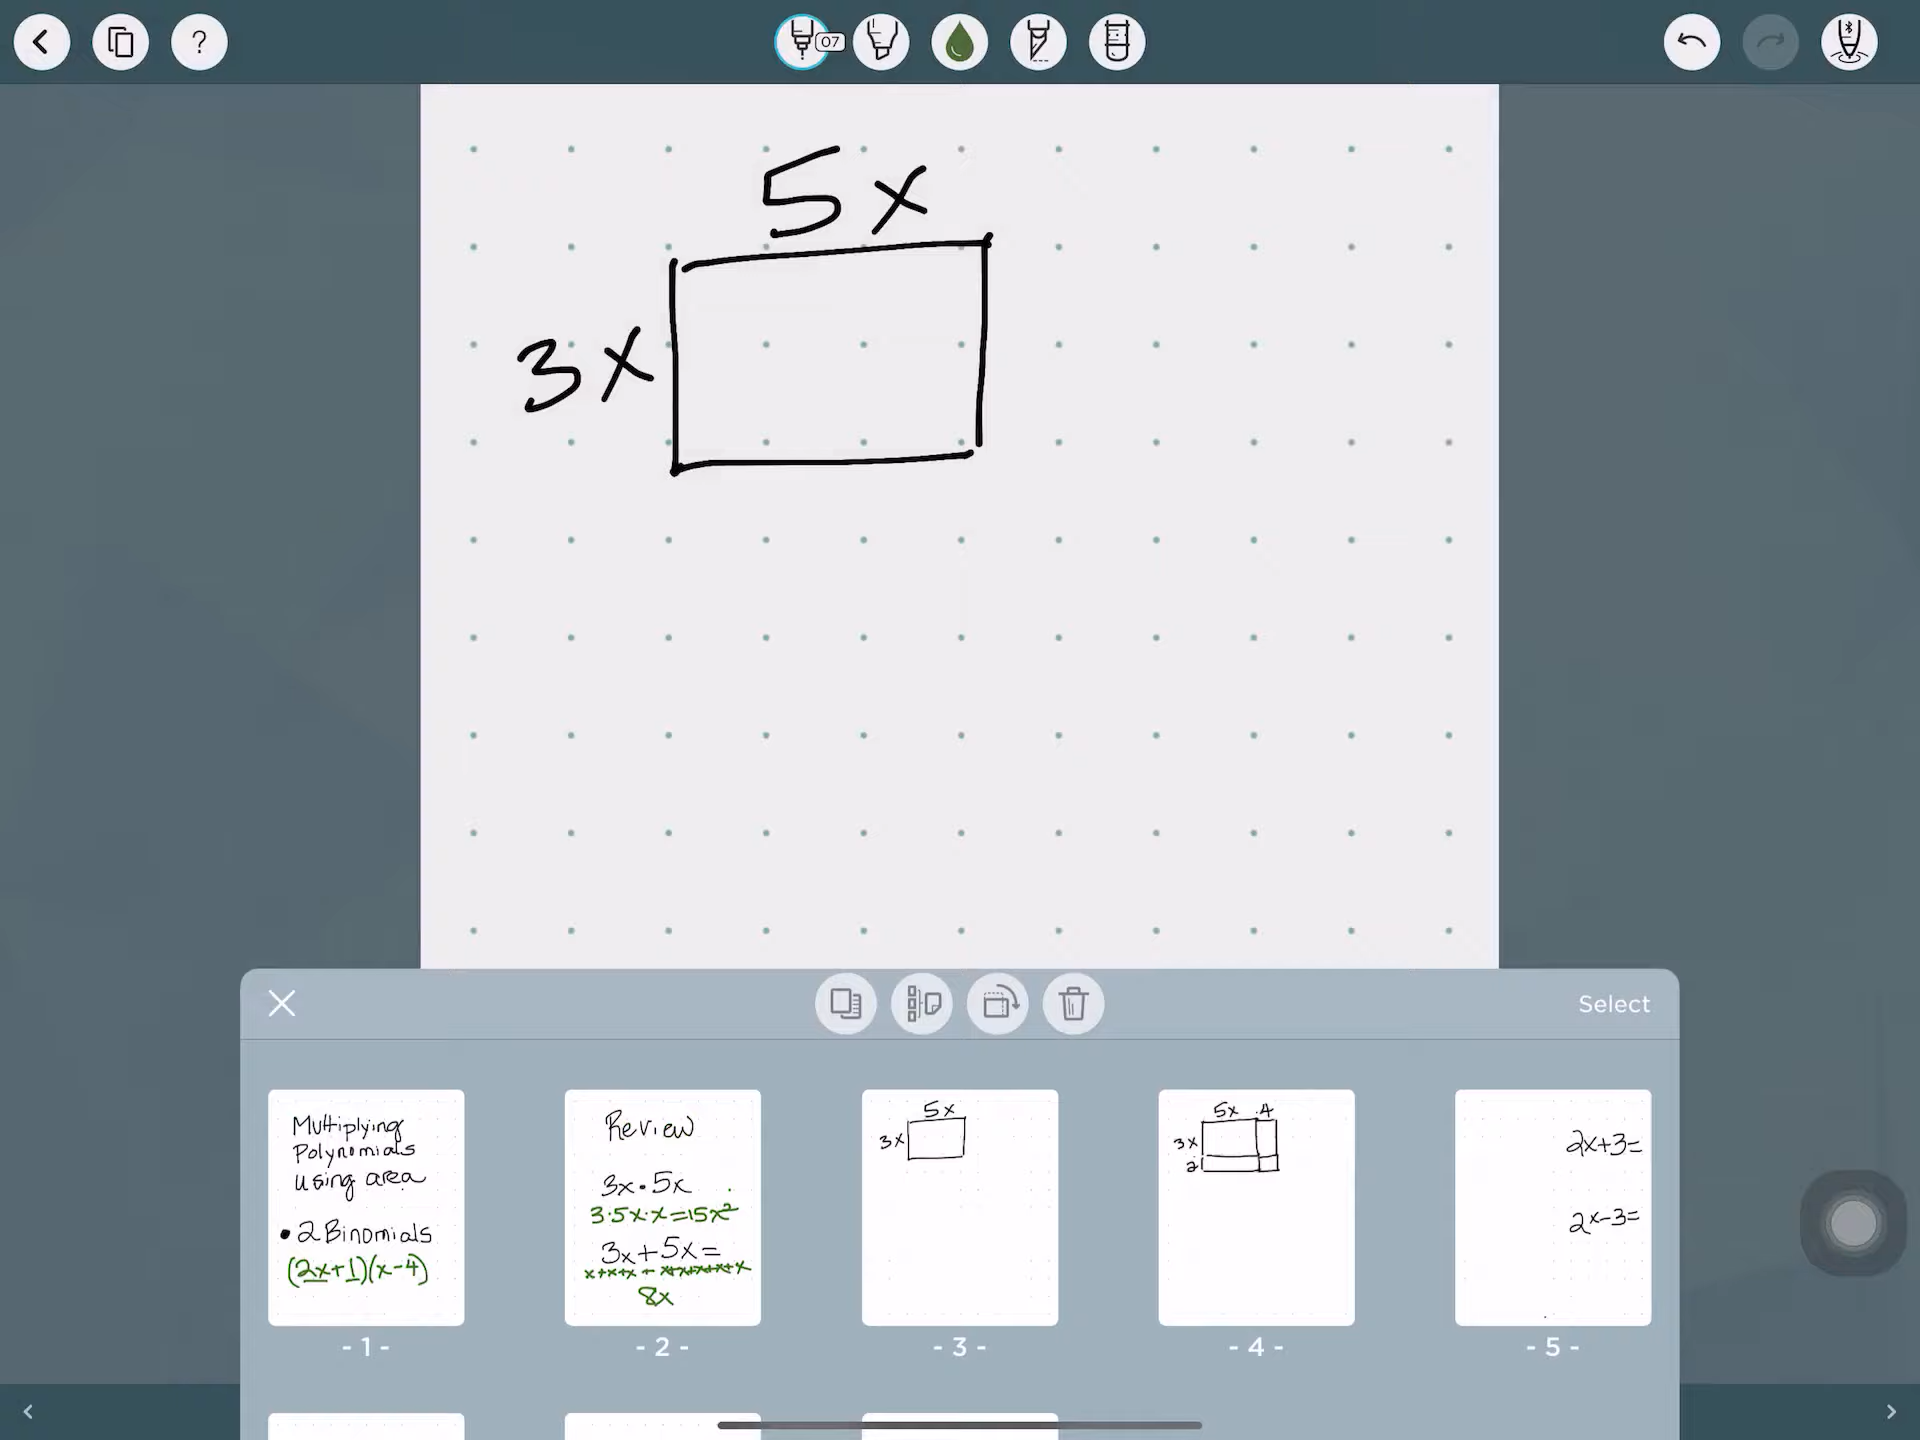 ?
07
5x
3x
Select
Multiplying
Polynomials
using area
• 2 Binomials
(2x+1)(x-4)
- 1 -
Review
3x • 5x
3·5x·x=15x²
3x+5x=
x+x+x + x+x+x+x+x
8x
- 2 -
5x
3x
- 3 -
5x 4
3x
2
- 4 -
2x+3=
2x-3=
- 5 -